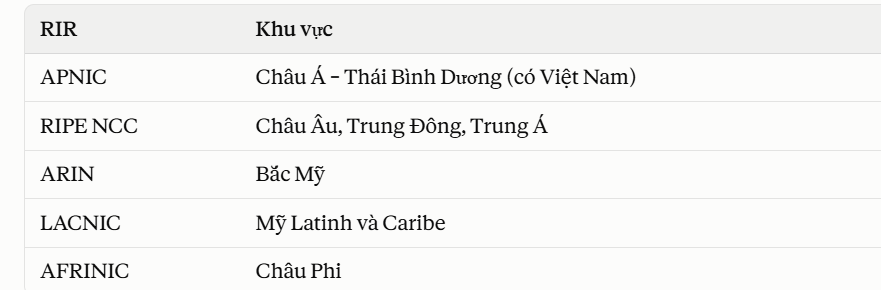 RIR Khu vực
APNIC Châu Á – Thái Bình Dương (có Việt Nam)
RIPE NCC Châu Âu, Trung Đông, Trung Á
ARIN Bắc Mỹ
LACNIC Mỹ Latinh và Caribe
AFRINIC Châu Phi